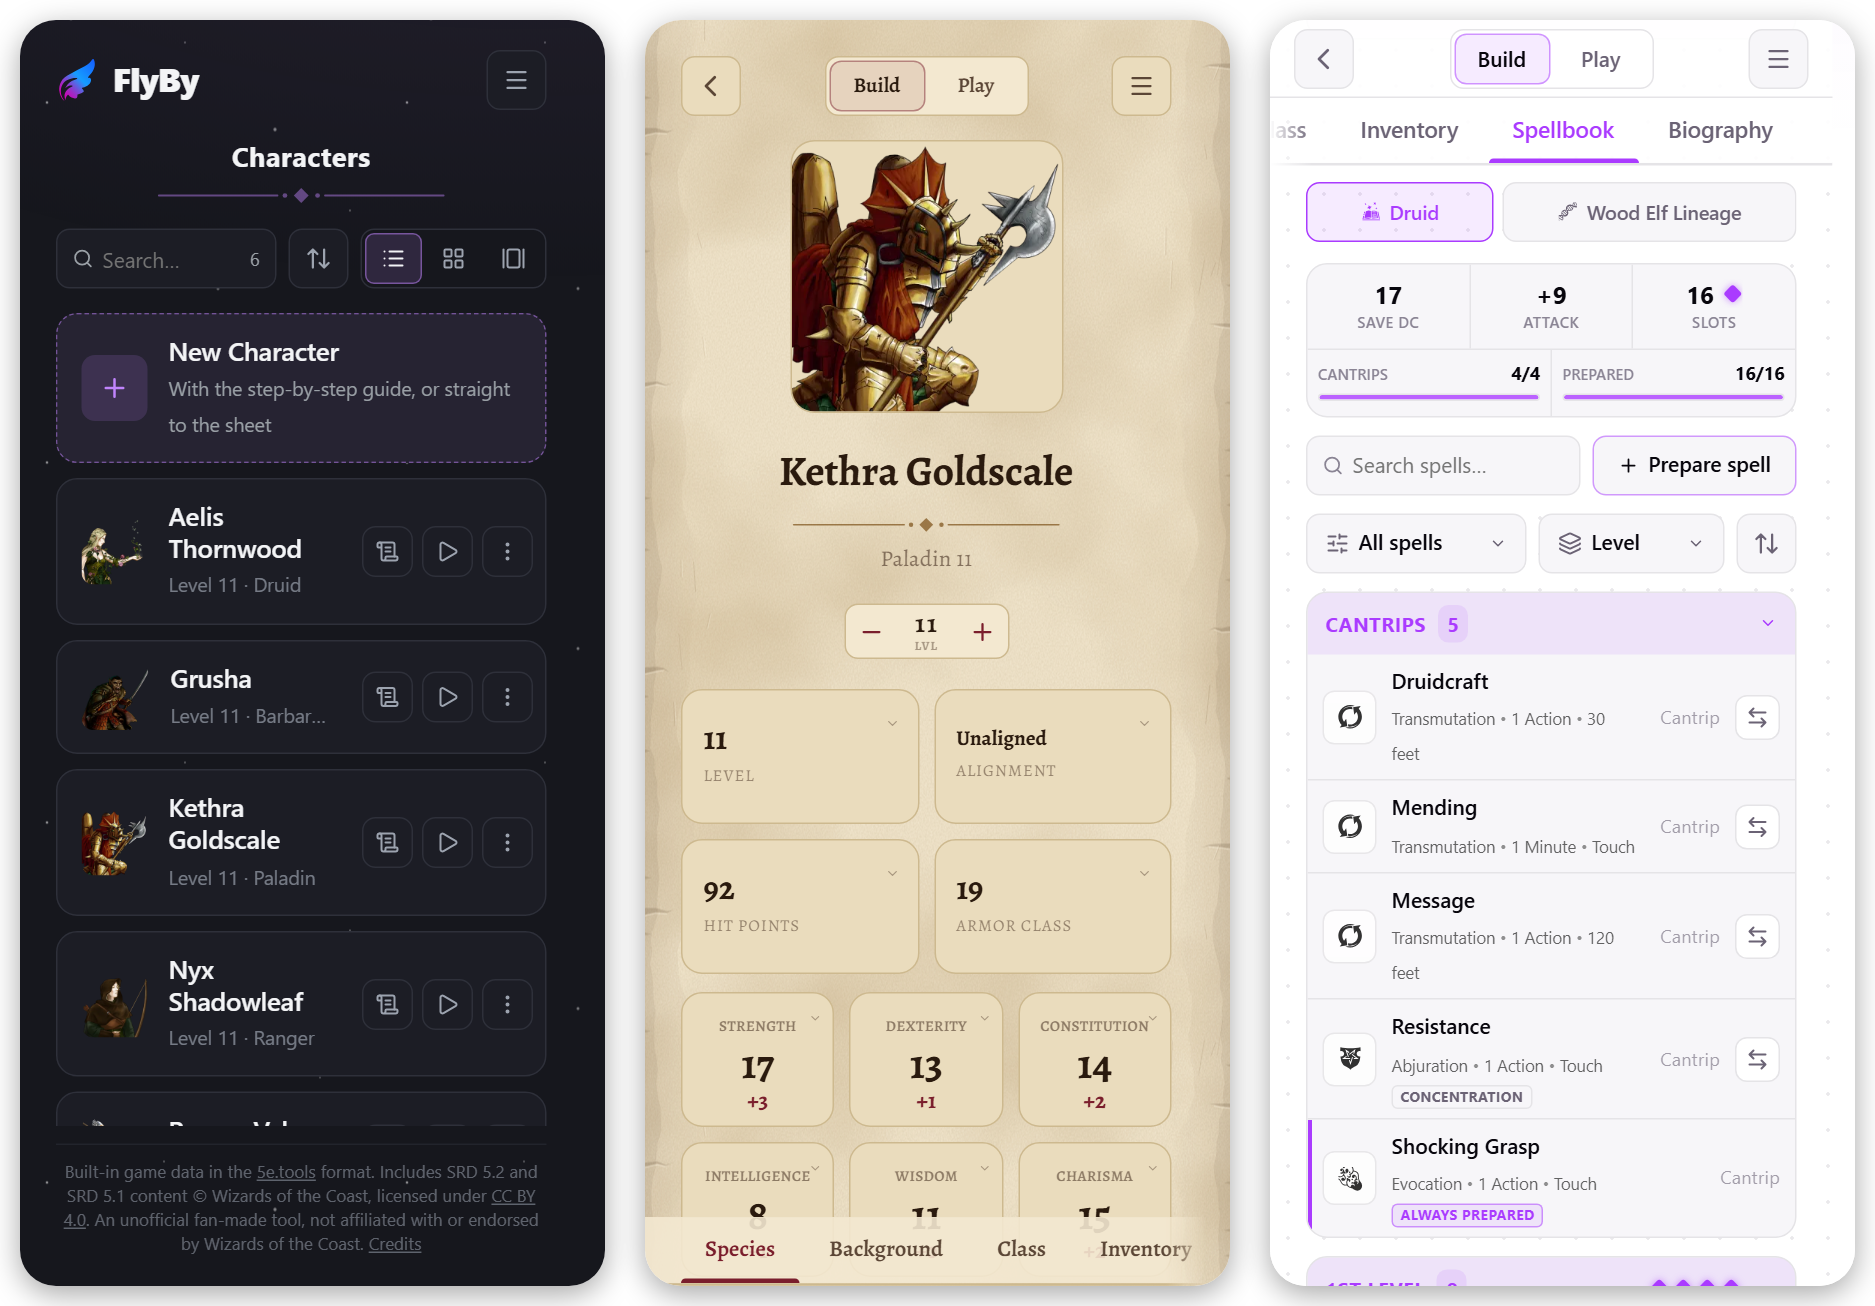 FlyBy
Characters
Search...
6
New Character
With the step-by-step guide, or straight
to the sheet
Aelis
Thornwood
Level 11 · Druid
Grusha
Level 11 · Barbar...
Kethra
Goldscale
Level 11 · Paladin
Nyx
Shadowleaf
Level 11 · Ranger
Built-in game data in the 5e.tools format. Includes SRD 5.2 and
SRD 5.1 content © Wizards of the Coast, licensed under CC BY
4.0. An unofficial fan-made tool, not affiliated with or endorsed
by Wizards of the Coast. Credits
Build
Play
Kethra Goldscale
Paladin 11
11
LVL
11
LEVEL
Unaligned
ALIGNMENT
92
HIT POINTS
19
ARMOR CLASS
STRENGTH
17
+3
DEXTERITY
13
+1
CONSTITUTION
14
+2
INTELLIGENCE
8
WISDOM
11
CHARISMA
15
+2
Species
Background
Class
Inventory
Build
Play
ass
Inventory
Spellbook
Biography
Druid
Wood Elf Lineage
17
SAVE DC
+9
ATTACK
16
SLOTS
CANTRIPS
4/4
PREPARED
16/16
Search spells...
Prepare spell
All spells
Level
CANTRIPS 5
Druidcraft
Transmutation • 1 Action • 30
feet
Cantrip
Mending
Transmutation • 1 Minute • Touch
Cantrip
Message
Transmutation • 1 Action • 120
feet
Cantrip
Resistance
Abjuration • 1 Action • Touch
CONCENTRATION
Cantrip
Shocking Grasp
Evocation • 1 Action • Touch
ALWAYS PREPARED
Cantrip
1ST LEVEL